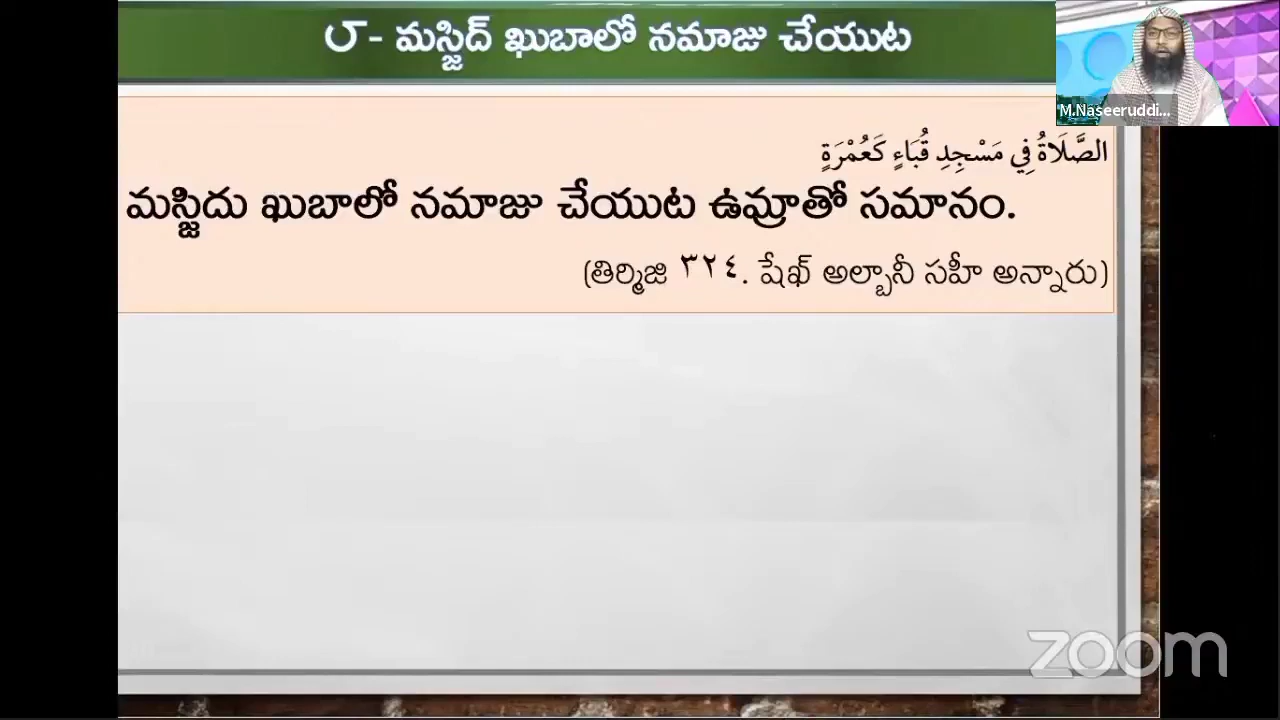 ౮- మస్జిద్ ఖుబాలో నమాజు చేయుట
M.Naseeruddi...
الصَّلَاةُ فِي مَسْجِدِ قُبَاءٍ كَعُمْرَةٍ
మస్జిదు ఖుబాలో నమాజు చేయుట ఉమ్రాతో సమానం.
(తిర్మిజి ٣٢٤. షేఖ్ అల్బానీ సహీ అన్నారు)
zoom